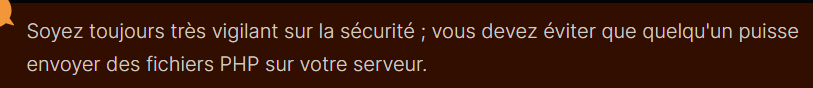 Soyez toujours très vigilant sur la sécurité ; vous devez éviter que quelqu'un puisse
envoyer des fichiers PHP sur votre serveur.